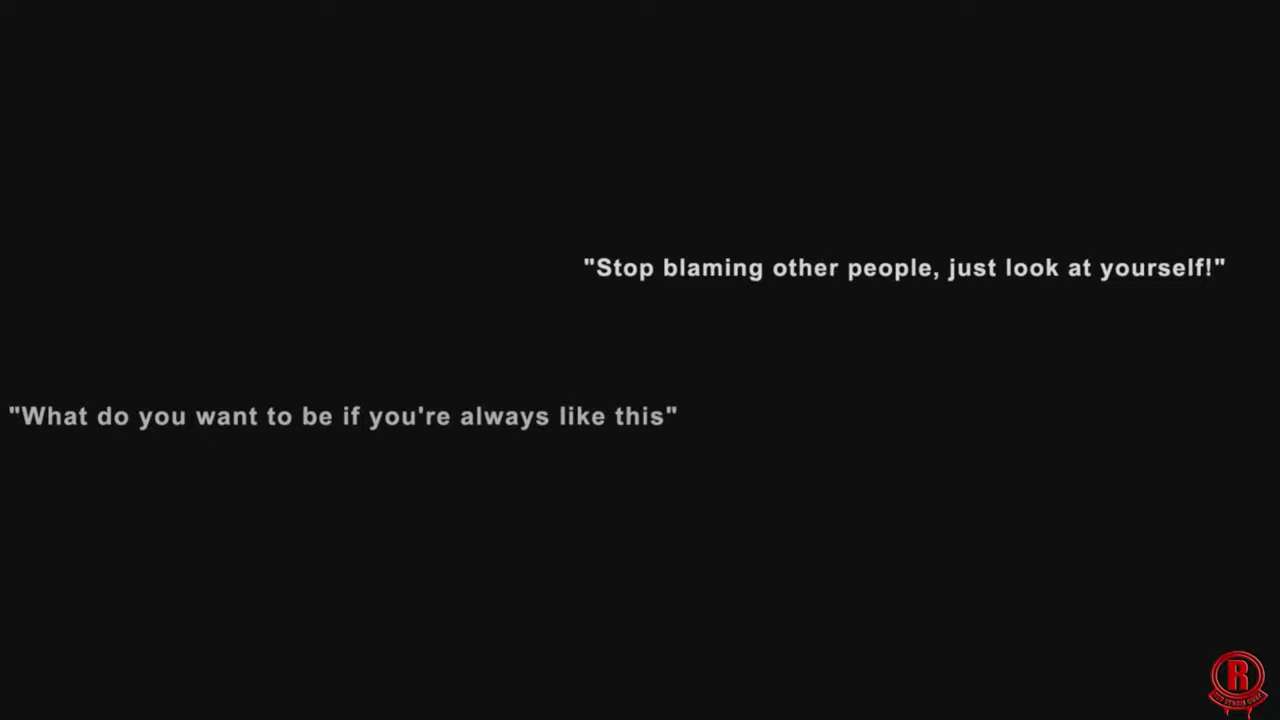 "Stop blaming other people, just look at yourself!"
"What do you want to be if you're always like this"
R